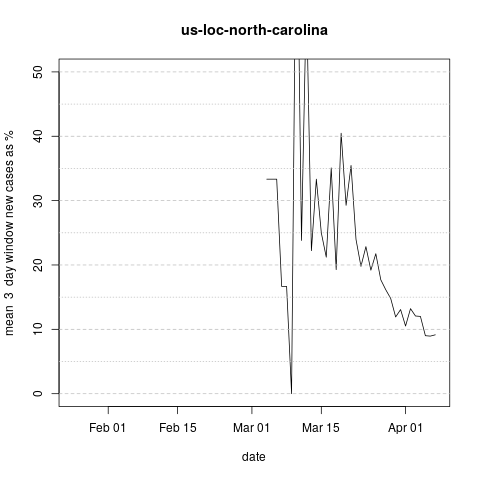 us-loc-north-carolina
mean 3 day window new cases as %
50
40
30
20
10
0
Feb 01 Feb 15 Mar 01 Mar 15 Apr 01
date